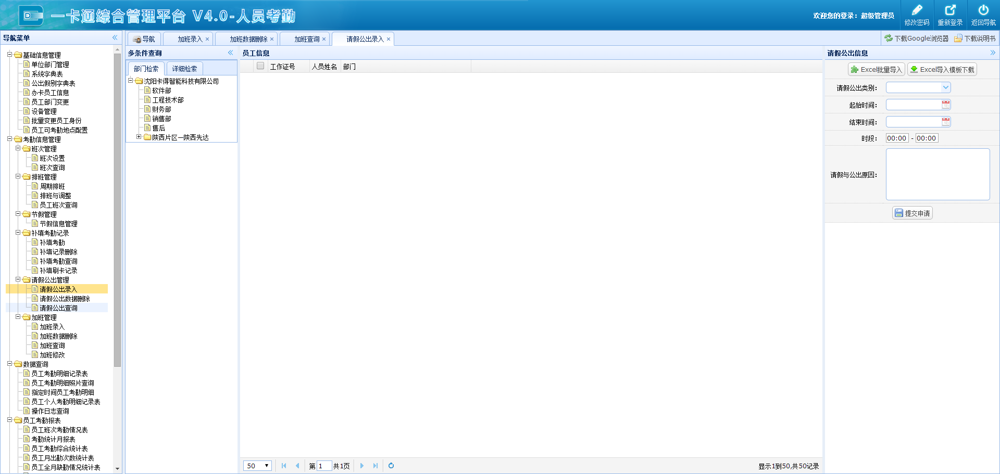 一卡通综合管理平台 V4.0-人员考勤
欢迎您的登录：超级管理员
修改密码
重新登录
返回导航
导航菜单
导航
加班录入
加班数据删除
加班查询
请假公出录入
下载Google浏览器
下载说明书
基础信息管理
单位部门管理
系统字典表
公出假别字典表
办卡员工信息
员工部门变更
设备管理
批量变更员工身份
员工可考勤地点配置
考勤信息管理
班次管理
班次设置
班次查询
排班管理
周期排班
排班与调整
员工班次查询
节假管理
节假信息管理
补填考勤记录
补填考勤
补填记录删除
补填考勤查询
补填刷卡记录
请假公出管理
请假公出录入
请假公出数据删除
请假公出查询
加班管理
加班录入
加班数据删除
加班查询
加班修改
数据查询
员工考勤明细记录表
员工考勤明细照片查询
指定时间员工考勤明细
员工个人考勤明细记录表
操作日志查询
员工考勤报表
员工班次考勤情况表
考勤统计月报表
员工考勤综合统计表
员工月出勤次数统计表
员工全月缺勤情况统计表
多条件查询
部门检索
详细检索
沈阳卡得智能科技有限公司
软件部
工程技术部
财务部
销售部
售后
陕西片区—陕西先达
员工信息
工作证号
人员姓名
部门
50
第 1 共1页
显示1到50,共50记录
请假公出信息
Excel批量导入
Excel导入模板下载
请假公出类别：
起始时间：
结束时间：
时段： 00:00 - 00:00
请假与公出原因：
提交申请